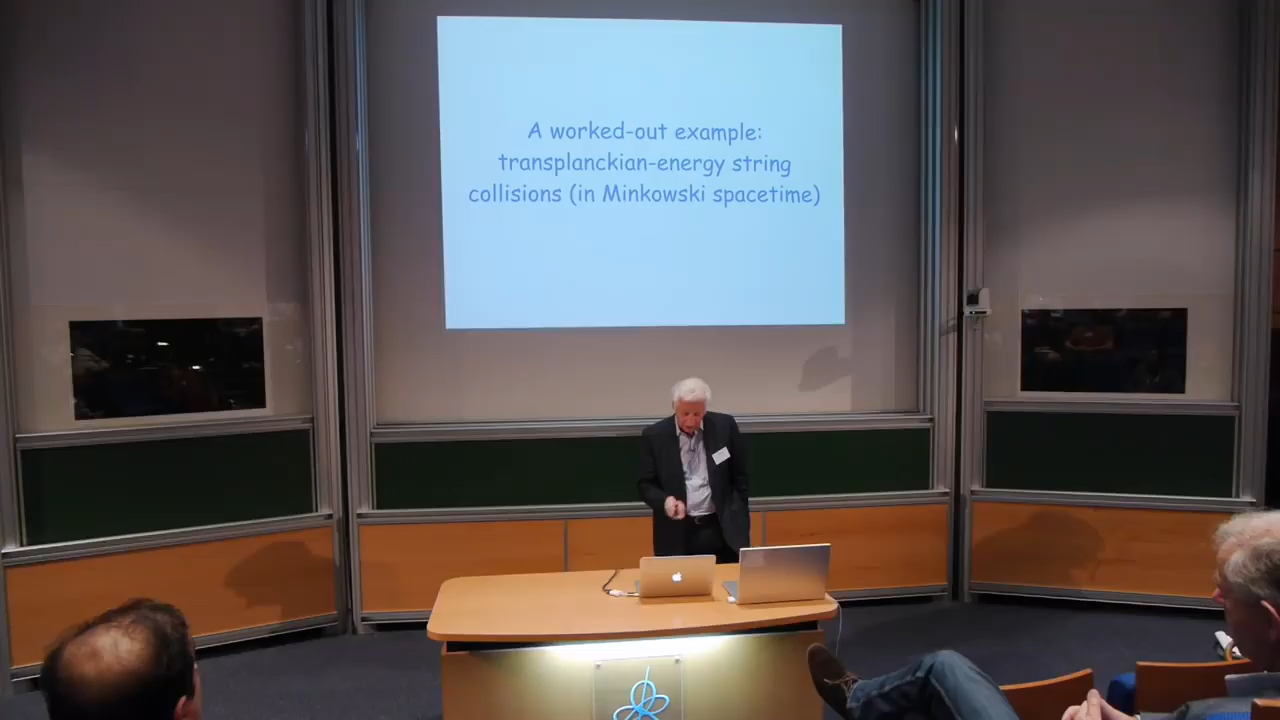 A worked-out example:
transplanckian-energy string
collisions (in Minkowski spacetime)